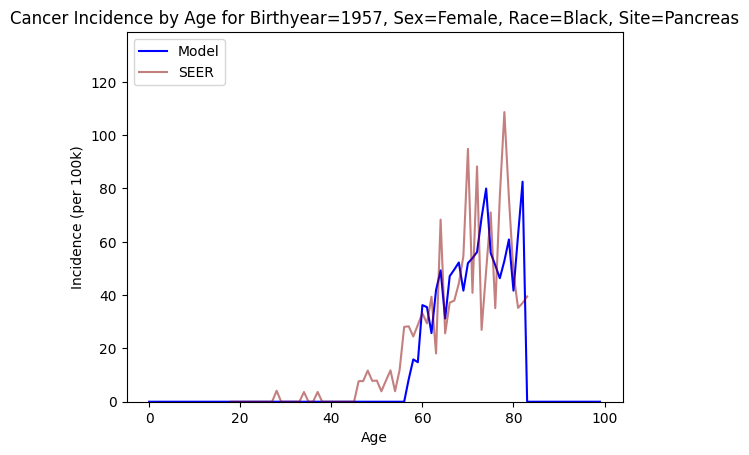 Cancer Incidence by Age for Birthyear=1957, Sex=Female, Race=Black, Site=Pancreas
Model
SEER
120
100
80
60
40
20
0
Incidence (per 100k)
0 20 40 60 80 100
Age